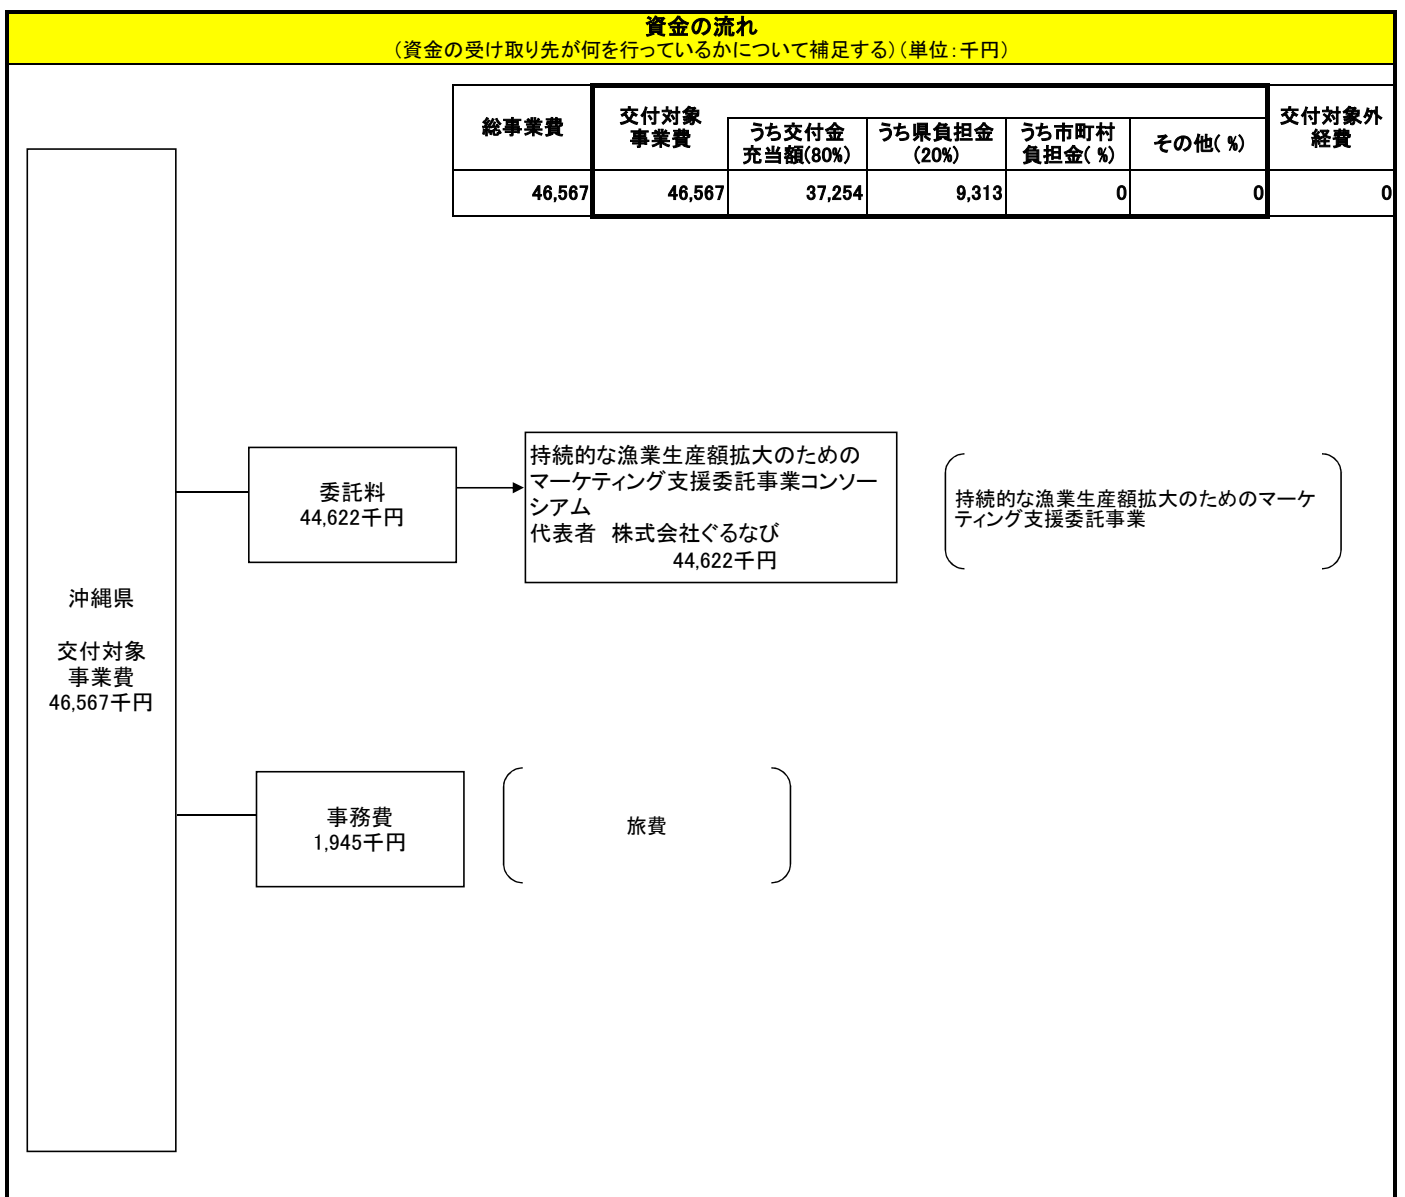 資金の流れ
（資金の受け取り先が何を行っているかについて補足する）（単位：千円）
総事業費
交付対象
事業費
うち交付金
充当額(80%)
うち県負担金
(20%)
うち市町村
負担金( %)
その他( %)
交付対象外
経費
46,567
46,567
37,254
9,313
0
0
0
委託料
44,622千円
持続的な漁業生産額拡大のための
マーケティング支援委託事業コンソー
シアム
代表者　株式会社ぐるなび
44,622千円
持続的な漁業生産額拡大のためのマーケ
ティング支援委託事業
沖縄県
交付対象
事業費
46,567千円
事務費
1,945千円
旅費